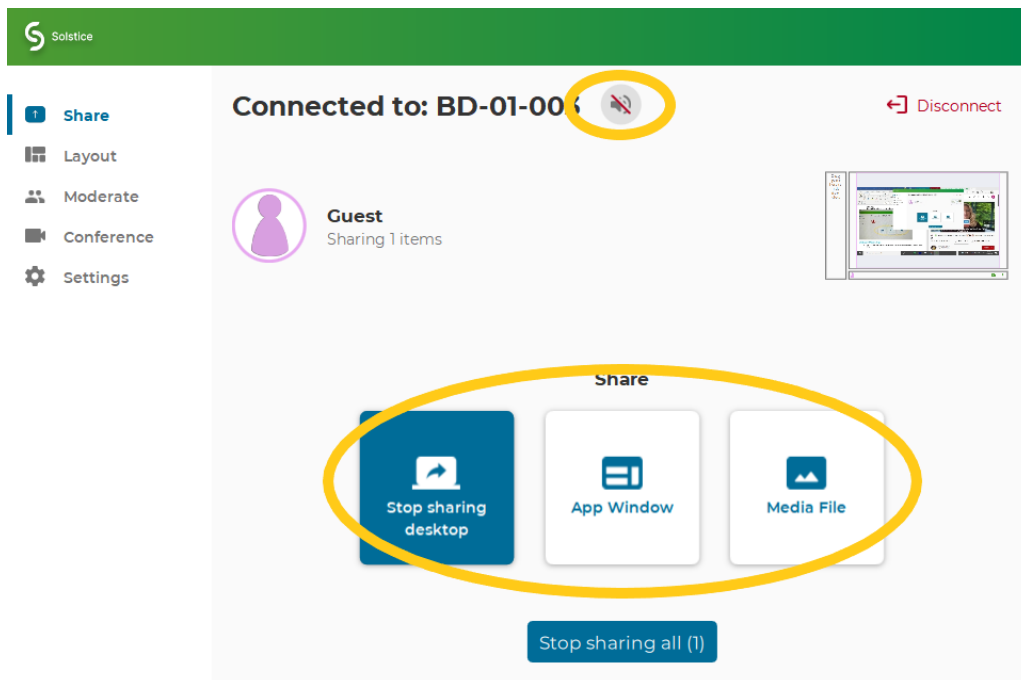 Solstice
Share
Layout
Moderate
Conference
Settings
Connected to: BD-01-003
Disconnect
Guest
Sharing 1 items
Share
Stop sharing
desktop
App Window
Media File
Stop sharing all (1)